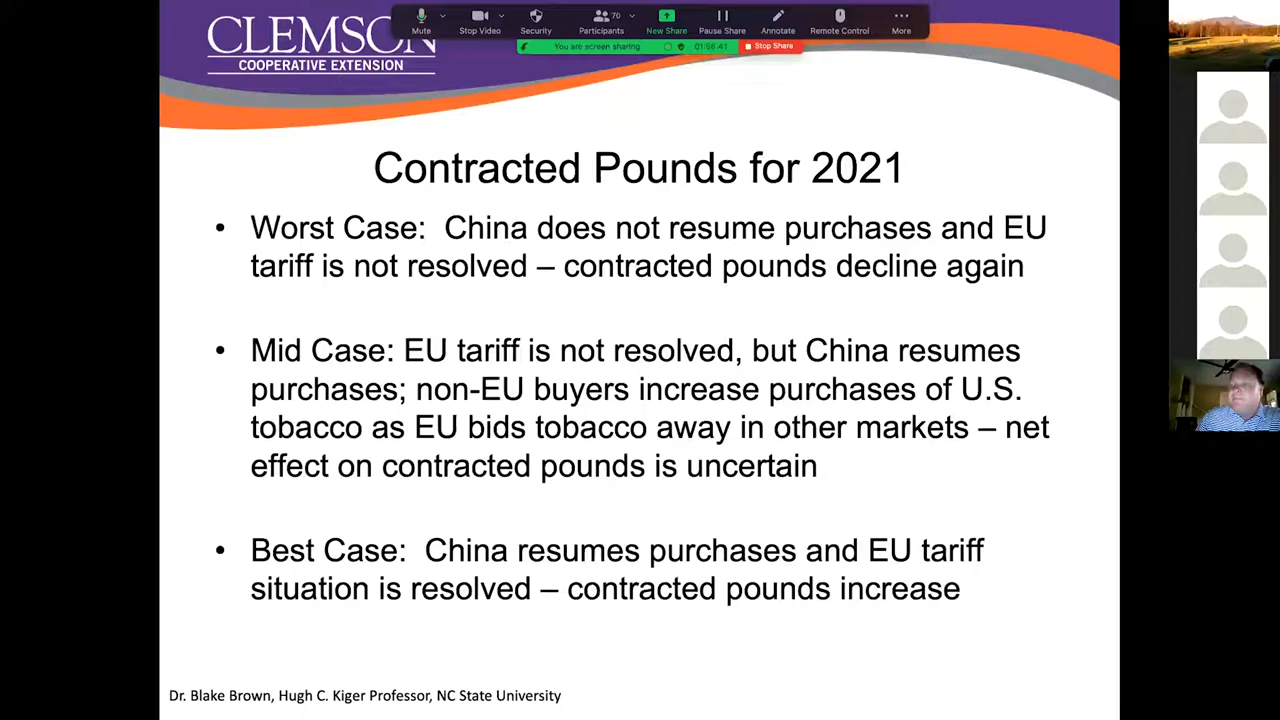 CLEMSON
COOPERATIVE EXTENSION
Mute
Stop Video
Security
Participants
70
New Share
Pause Share
Annotate
Remote Control
More
You are screen sharing
01:58:41
Stop Share
Contracted Pounds for 2021
• Worst Case: China does not resume purchases and EU
tariff is not resolved – contracted pounds decline again
• Mid Case: EU tariff is not resolved, but China resumes
purchases; non-EU buyers increase purchases of U.S.
tobacco as EU bids tobacco away in other markets – net
effect on contracted pounds is uncertain
• Best Case: China resumes purchases and EU tariff
situation is resolved – contracted pounds increase
Dr. Blake Brown, Hugh C. Kiger Professor, NC State University